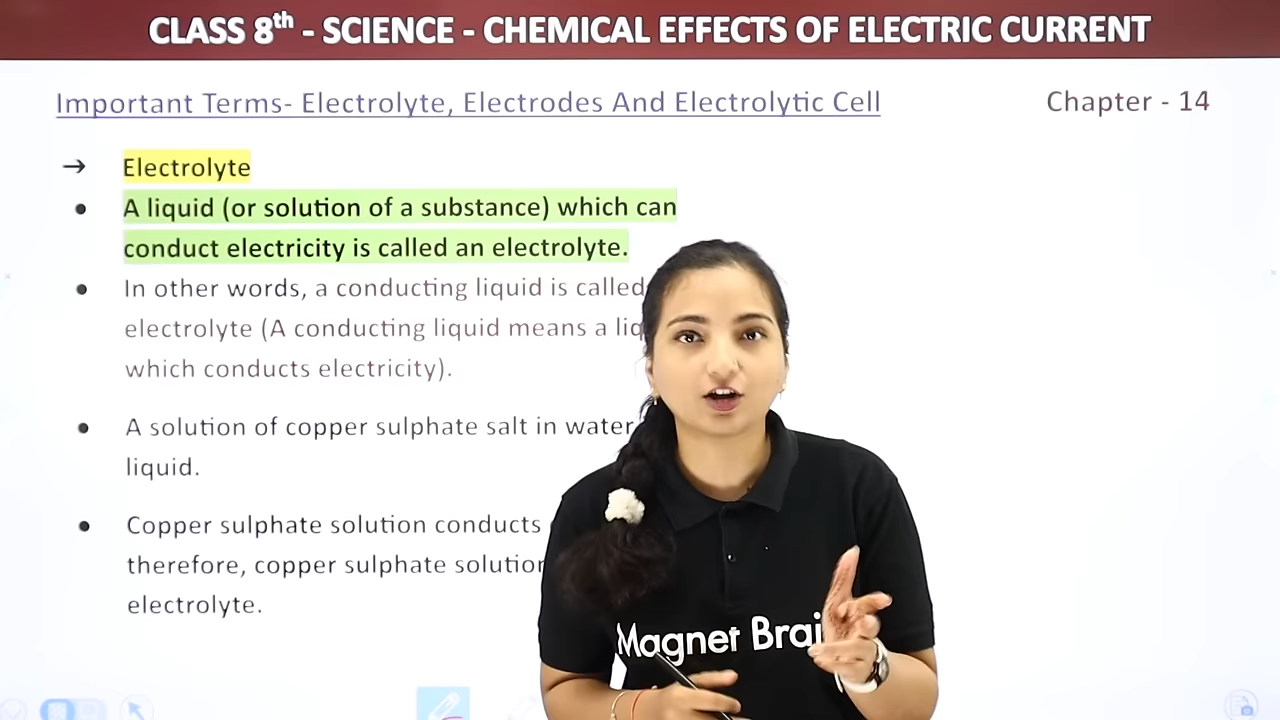 CLASS 8th - SCIENCE - CHEMICAL EFFECTS OF ELECTRIC CURRENT
Important Terms- Electrolyte, Electrodes And Electrolytic Cell
Chapter - 14
→ Electrolyte
● A liquid (or solution of a substance) which can
conduct electricity is called an electrolyte.
● In other words, a conducting liquid is called
electrolyte (A conducting liquid means a
which conducts electricity).
● A solution of copper sulphate salt in water
liquid.
● Copper sulphate solution conducts
therefore, copper sulphate solution
electrolyte.
Magnet